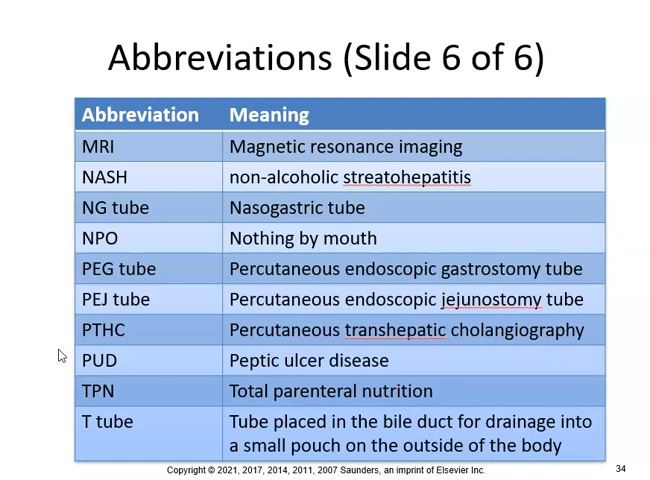 Abbreviations (Slide 6 of 6)
Abbreviation Meaning
MRI Magnetic resonance imaging
NASH non-alcoholic streatohepatitis
NG tube Nasogastric tube
NPO Nothing by mouth
PEG tube Percutaneous endoscopic gastrostomy tube
PEJ tube Percutaneous endoscopic jejunostomy tube
PTHC Percutaneous transhepatic cholangiography
PUD Peptic ulcer disease
TPN Total parenteral nutrition
T tube Tube placed in the bile duct for drainage into
a small pouch on the outside of the body
Copyright © 2021, 2017, 2014, 2011, 2007 Saunders, an imprint of Elsevier Inc.
34